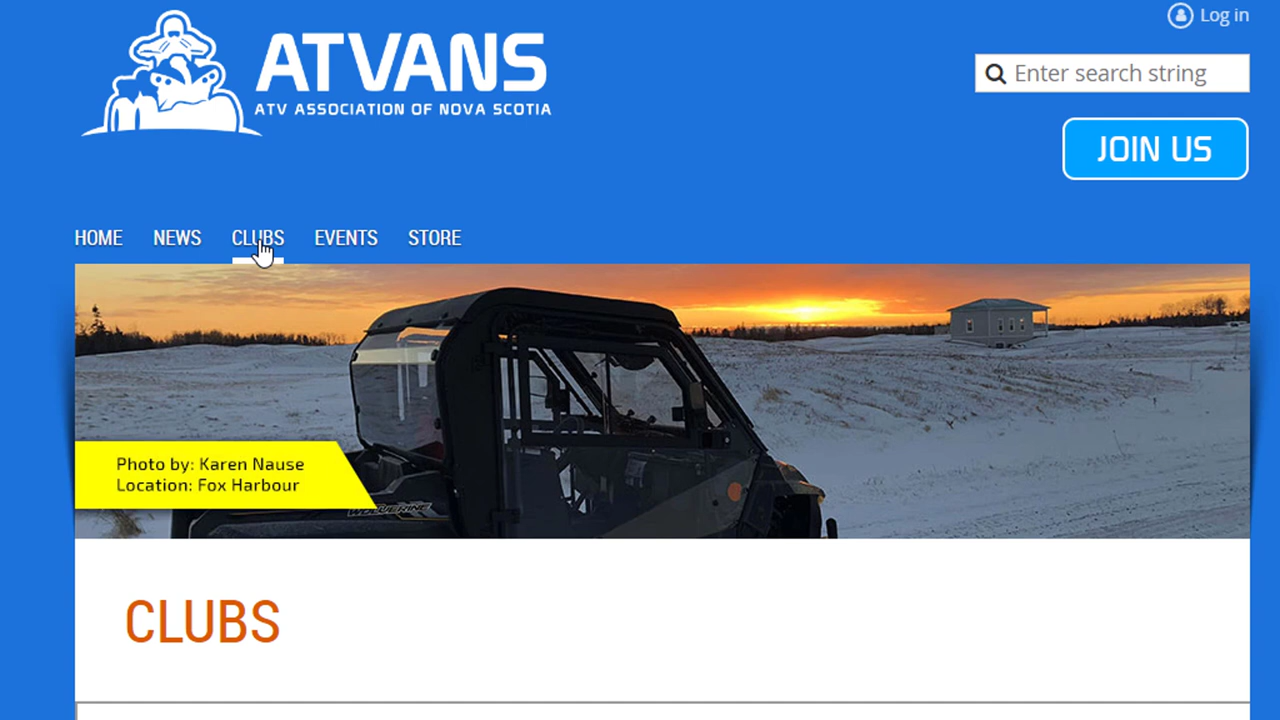 Log in
ATVANS
ATV ASSOCIATION OF NOVA SCOTIA
Enter search string
JOIN US
HOME NEWS CLUBS EVENTS STORE
Photo by: Karen Nause
Location: Fox Harbour
WOLVERINE
CLUBS